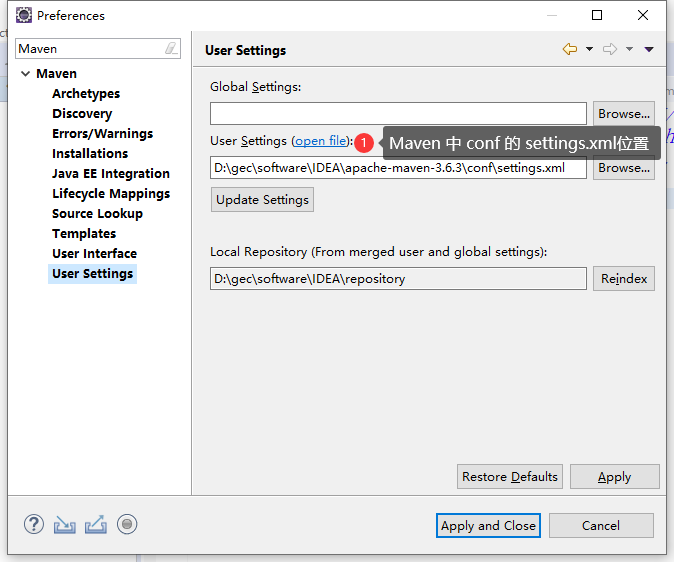 Preferences
Maven
Maven
Archetypes
Discovery
Errors/Warnings
Installations
Java EE Integration
Lifecycle Mappings
Source Lookup
Templates
User Interface
User Settings
User Settings
Global Settings:
Browse...
User Settings (open file):
1 Maven 中 conf 的 settings.xml位置
D:\gec\software\IDEA\apache-maven-3.6.3\conf\settings.xml
Browse...
Update Settings
Local Repository (From merged user and global settings):
D:\gec\software\IDEA\repository
Reindex
Restore Defaults
Apply
?
Apply and Close
Cancel